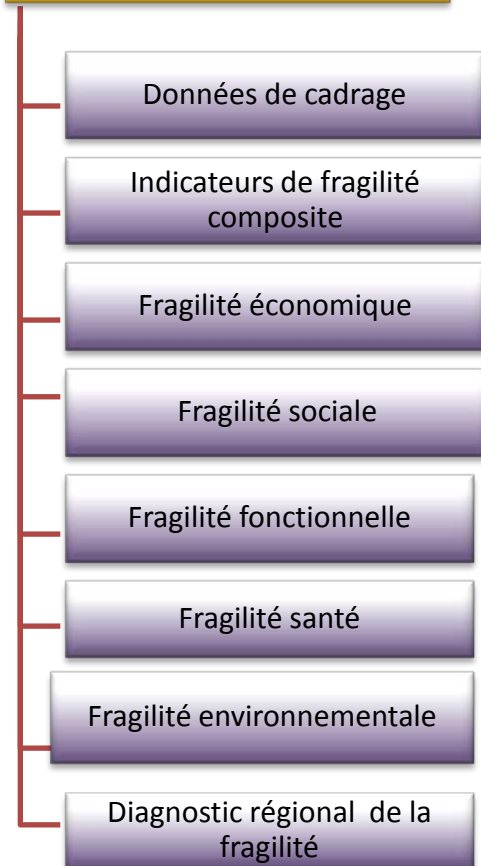 Données de cadrage
Indicateurs de fragilité
composite
Fragilité économique
Fragilité sociale
Fragilité fonctionnelle
Fragilité santé
Fragilité environnementale
Diagnostic régional de la
fragilité